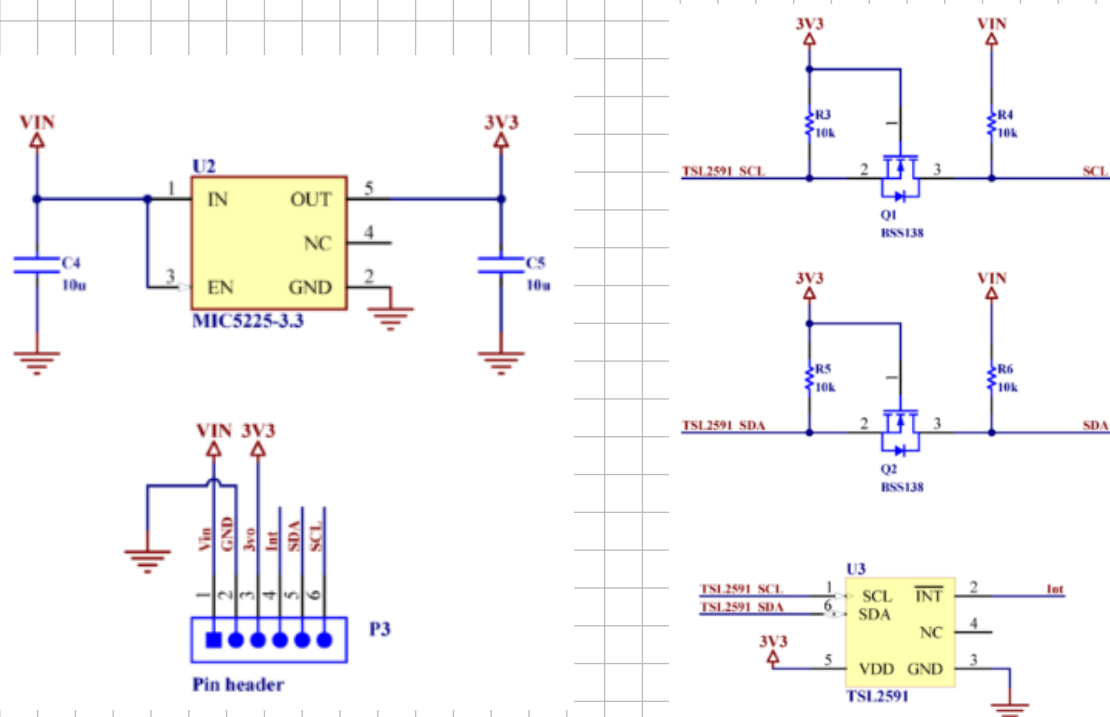 VIN
3V3
U2
1
IN
OUT
5
NC
4
3
EN
GND
2
C4
10u
C5
10u
MIC5225-3.3
VIN
3V3
Vin
GND
3vo
Int
SDA
SCL
1
2
3
4
5
6
P3
Pin header
3V3
VIN
R3
10k
1
R4
10k
TSL2591_SCL
2
3
SCL
Q1
BSS138
3V3
VIN
R5
10k
1
R6
10k
TSL2591_SDA
2
3
SDA
Q2
BSS138
U3
TSL2591_SCL
1
SCL
INT
2
Int
TSL2591_SDA
6
SDA
NC
4
3V3
5
VDD
GND
3
TSL2591